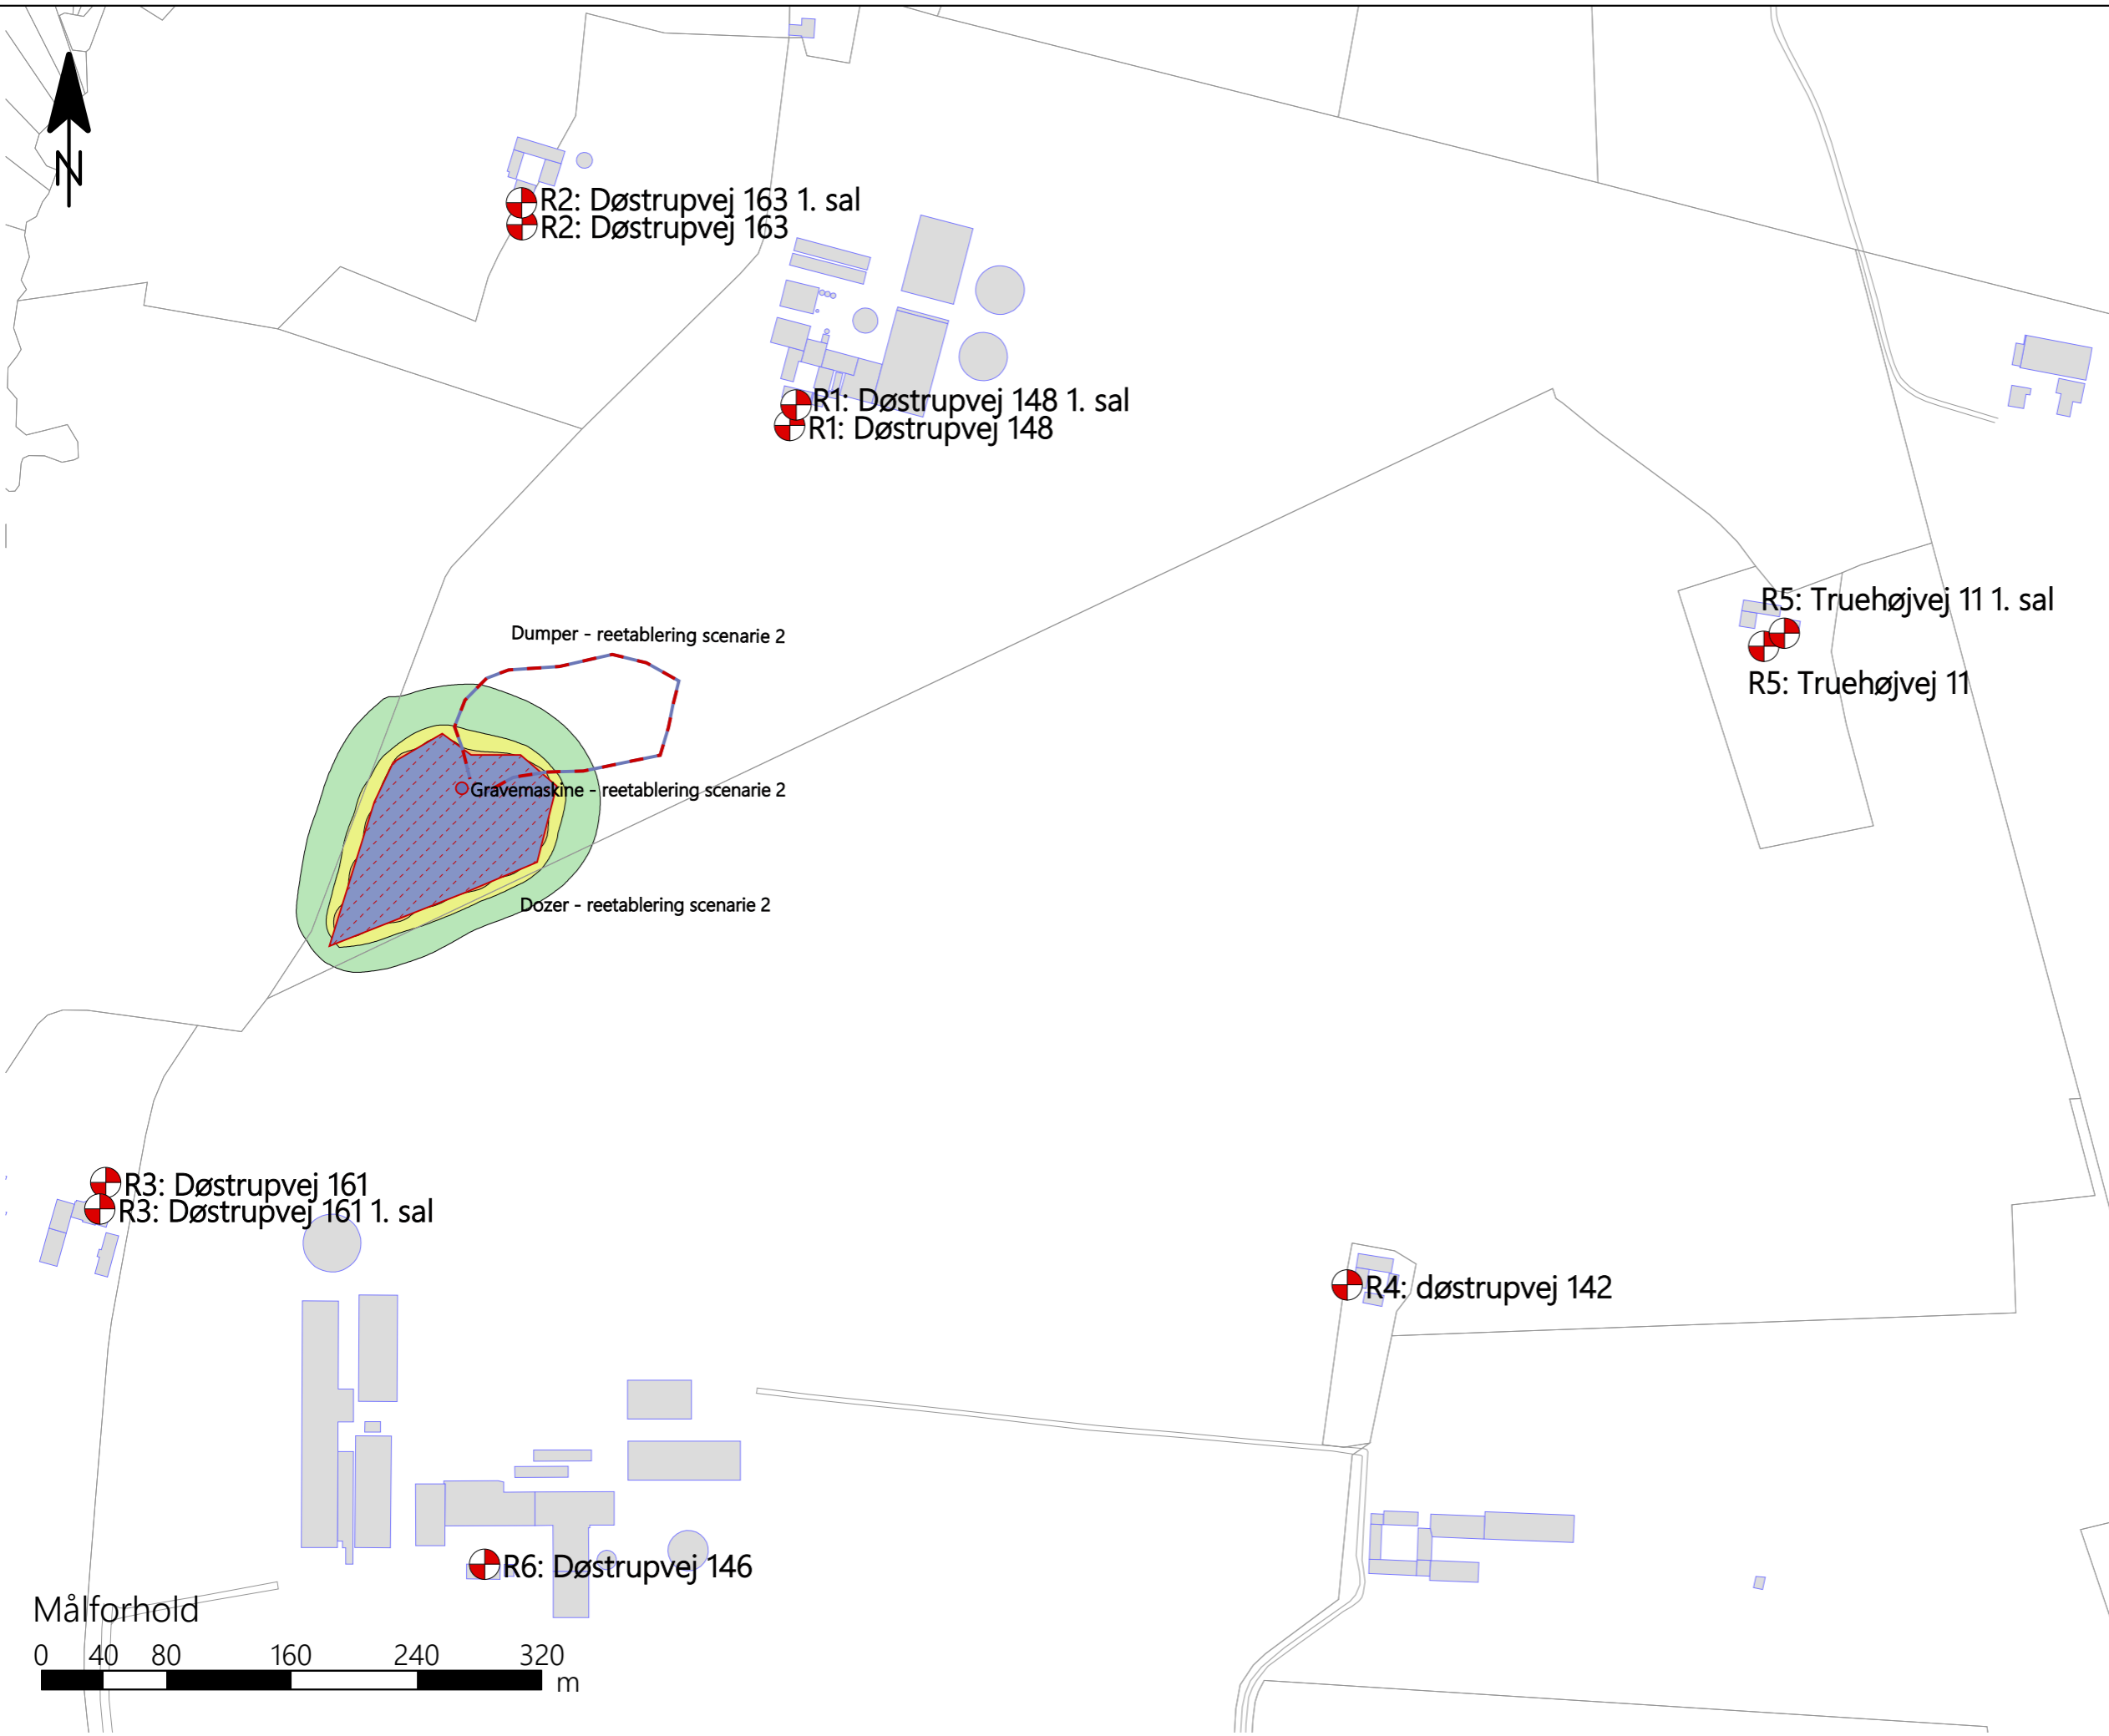 N
R2: Døstrupvej 163 1. sal
R2: Døstrupvej 163
R1: Døstrupvej 148 1. sal
R1: Døstrupvej 148
R5: Truehøjvej 11 1. sal
Dumper - reetablering scenarie 2
R5: Truehøjvej 11
Gravemaskine - reetablering scenarie 2
Dozer - reetablering scenarie 2
R3: Døstrupvej 161
R3: Døstrupvej 161 1. sal
R4: døstrupvej 142
R6: Døstrupvej 146
Målforhold
0 40 80 160 240 320
m